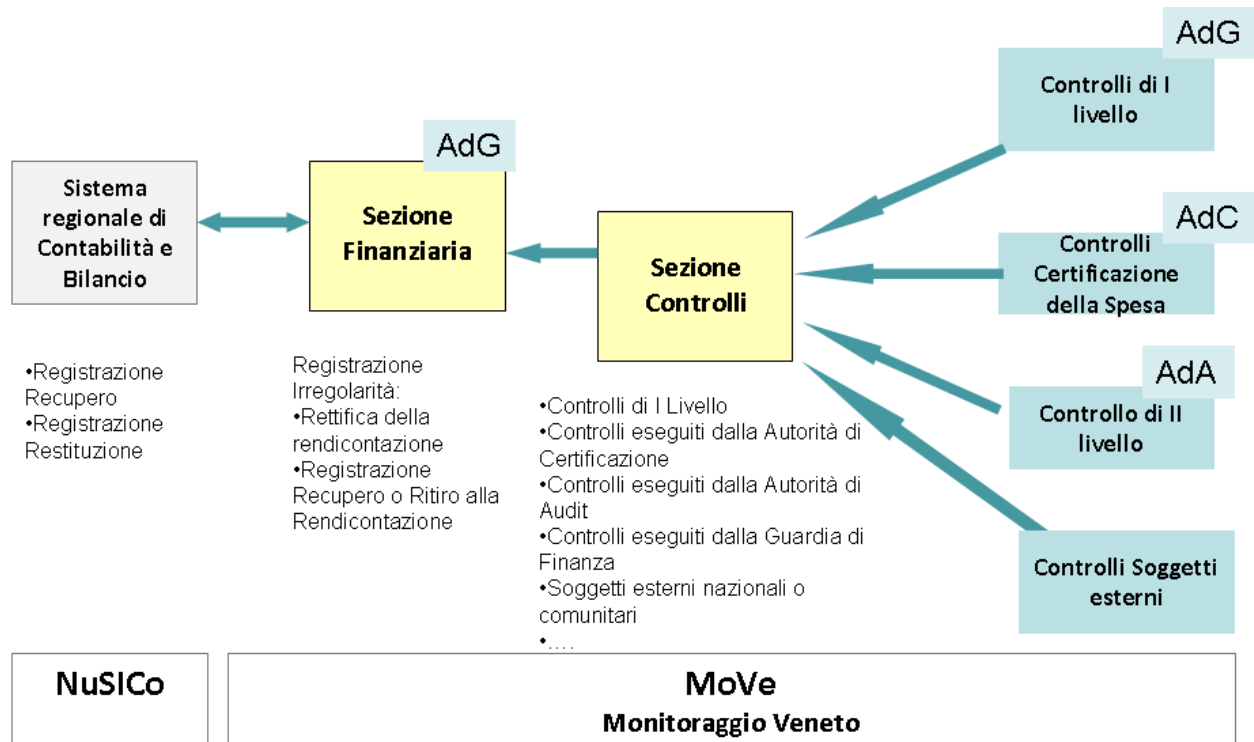 AdG
Controlli di I
livello
AdG
Sistema
regionale di
Contabilità e
Bilancio
Sezione
Finanziaria
Sezione
Controlli
AdC
Controlli
Certificazione
della Spesa
AdA
Controllo di II
livello
Controlli Soggetti
esterni
•Registrazione
Recupero
•Registrazione
Restituzione
Registrazione
Irregolarità:
•Rettifica della
rendicontazione
•Registrazione
Recupero o Ritiro alla
Rendicontazione
•Controlli di I Livello
•Controlli eseguiti dalla Autorità di
Certificazione
•Controlli eseguiti dalla Autorità di
Audit
•Controlli eseguiti dalla Guardia di
Finanza
•Soggetti esterni nazionali o
comunitari
•….
NuSICo
MoVe
Monitoraggio Veneto